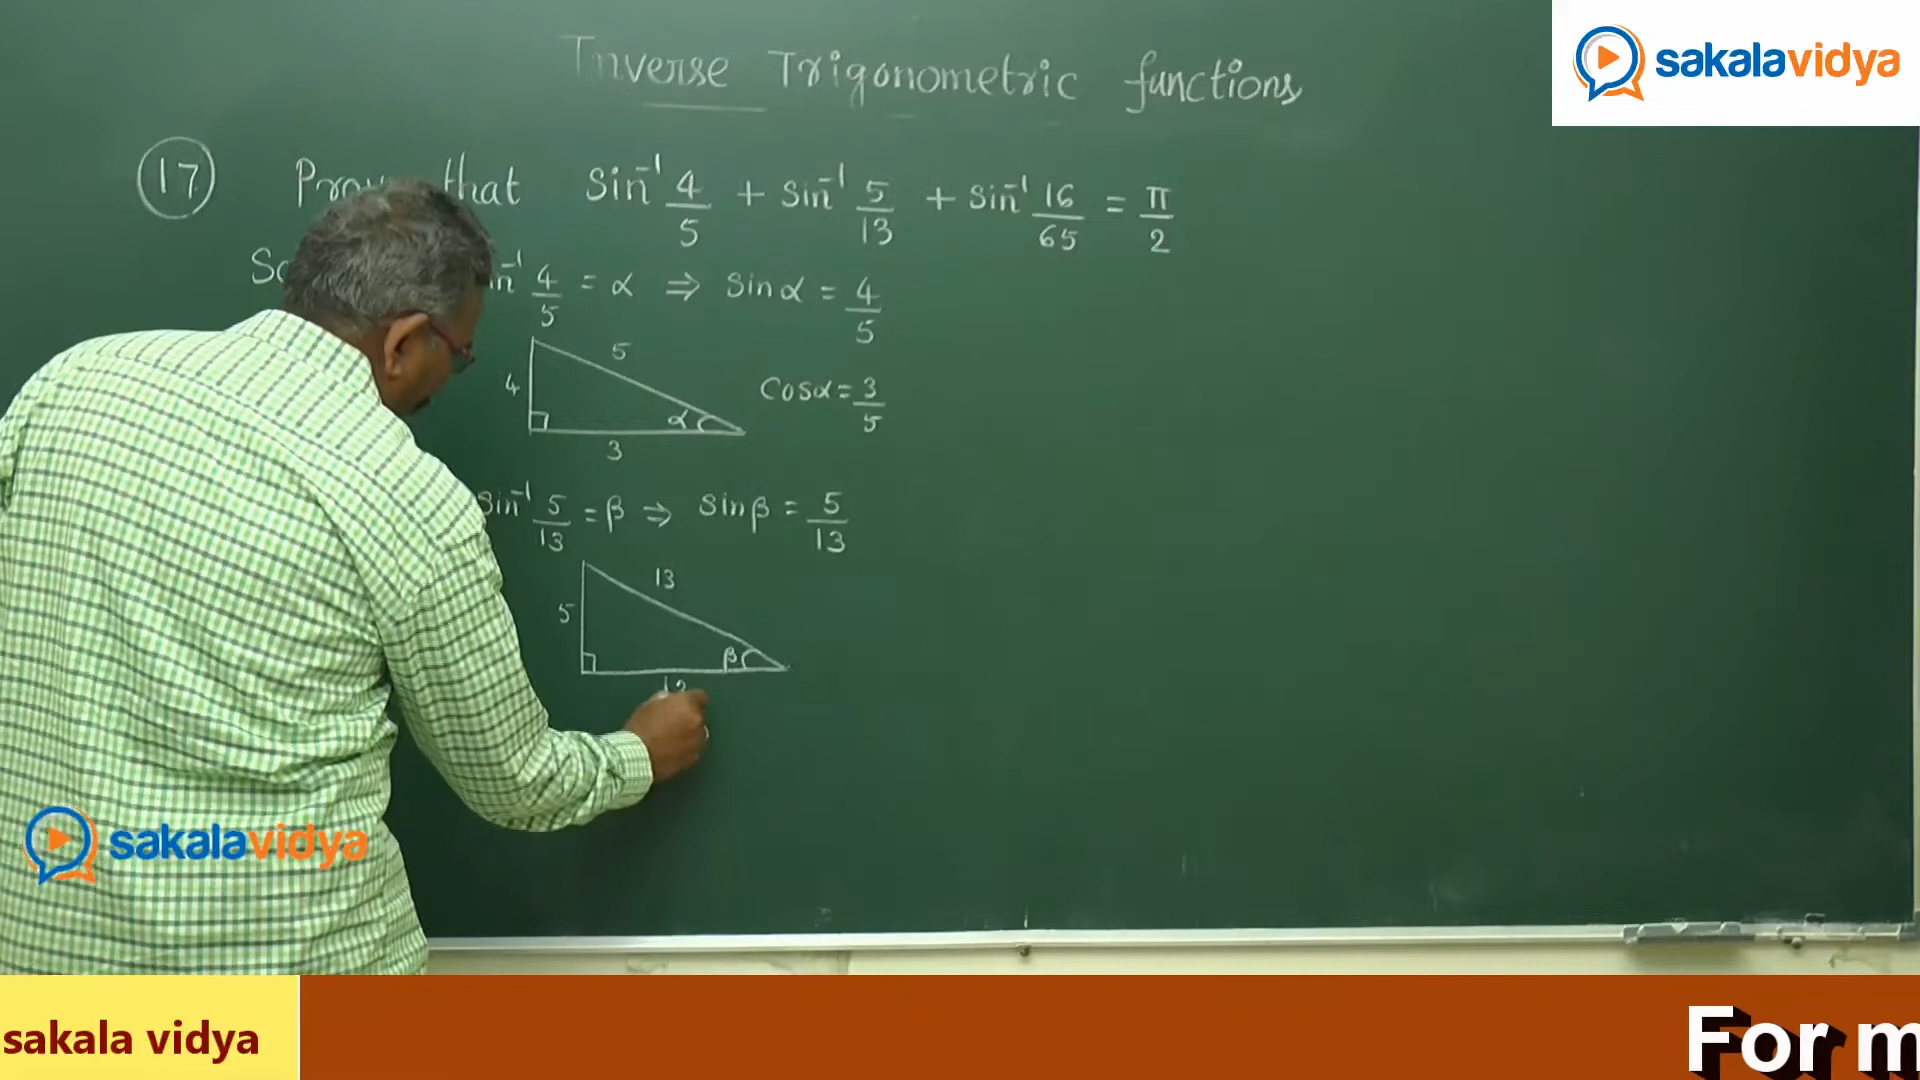 Inverse Trigonometric functions
sakalavidya
17 that Sin⁻¹ 4/5 + Sin⁻¹ 5/13 + Sin⁻¹ 16/65 = π/2
4/5 = α ⇒ Sin α = 4/5
5
4
Cosα = 3/5
α
3
Sin⁻¹ 5/13 = β ⇒ Sin β = 5/13
13
5
β
sakalavidya
sakala vidya
For